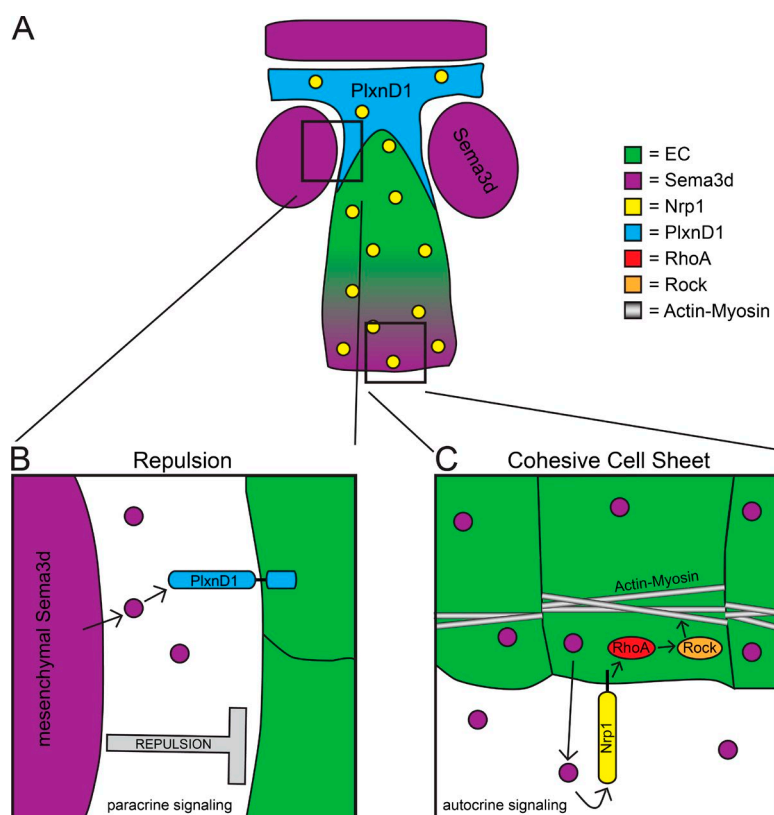 A
PlxnD1
Sema3d
= EC
= Sema3d
= Nrp1
= PlxnD1
= RhoA
= Rock
= Actin-Myosin
B
Repulsion
mesenchymal Sema3d
PlxnD1
REPULSION
paracrine signaling
C
Cohesive Cell Sheet
Actin-Myosin
RhoA
Rock
Nrp1
autocrine signaling